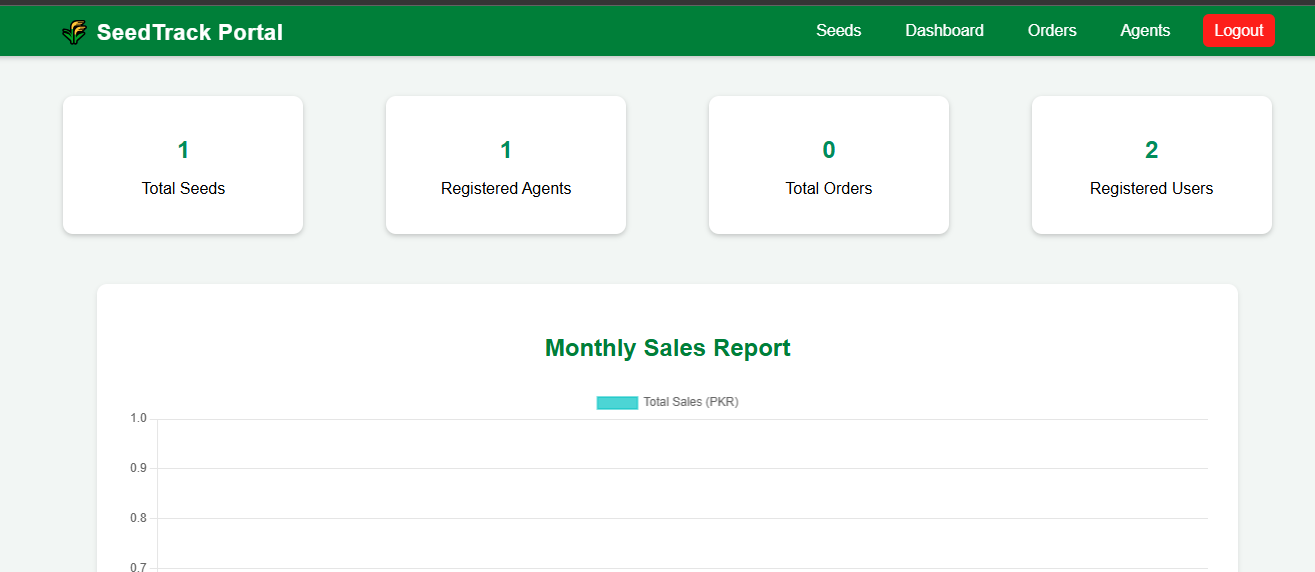 SeedTrack Portal
Seeds Dashboard Orders Agents Logout
1 1 0 2
Total Seeds Registered Agents Total Orders Registered Users
Monthly Sales Report
Total Sales (PKR)
1.0
0.9
0.8
0.7